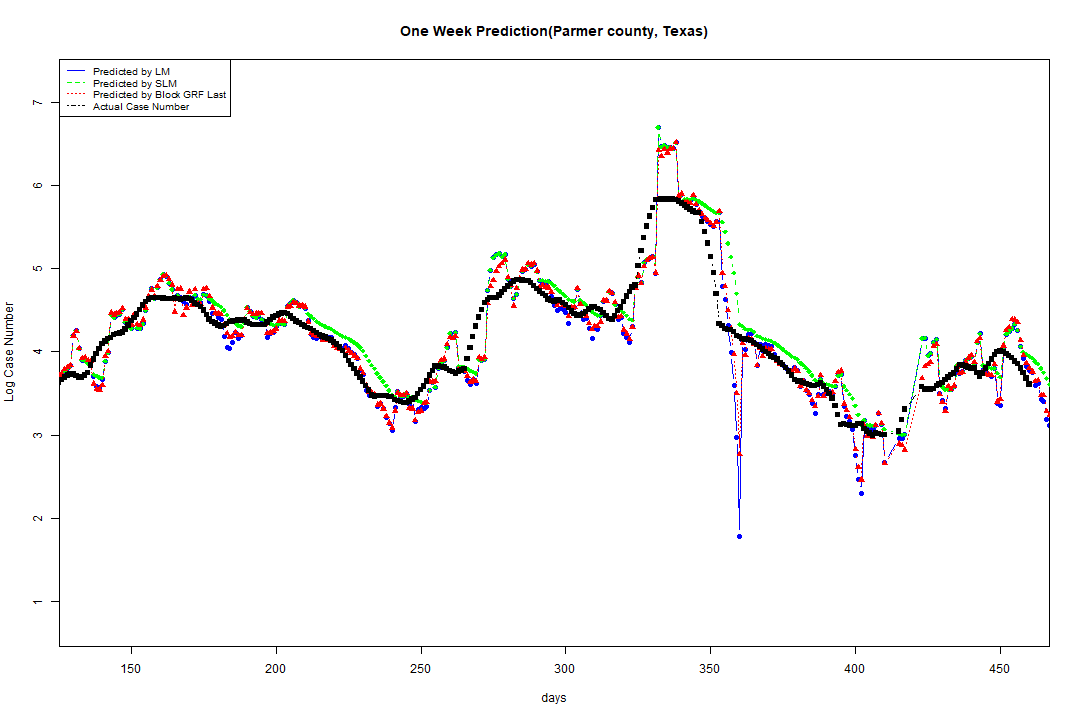 One Week Prediction(Parmer county, Texas)
Predicted by LM
Predicted by SLM
Predicted by Block GRF Last
Actual Case Number
7
6
5
4
3
2
1
Log Case Number
150 200 250 300 350 400 450
days